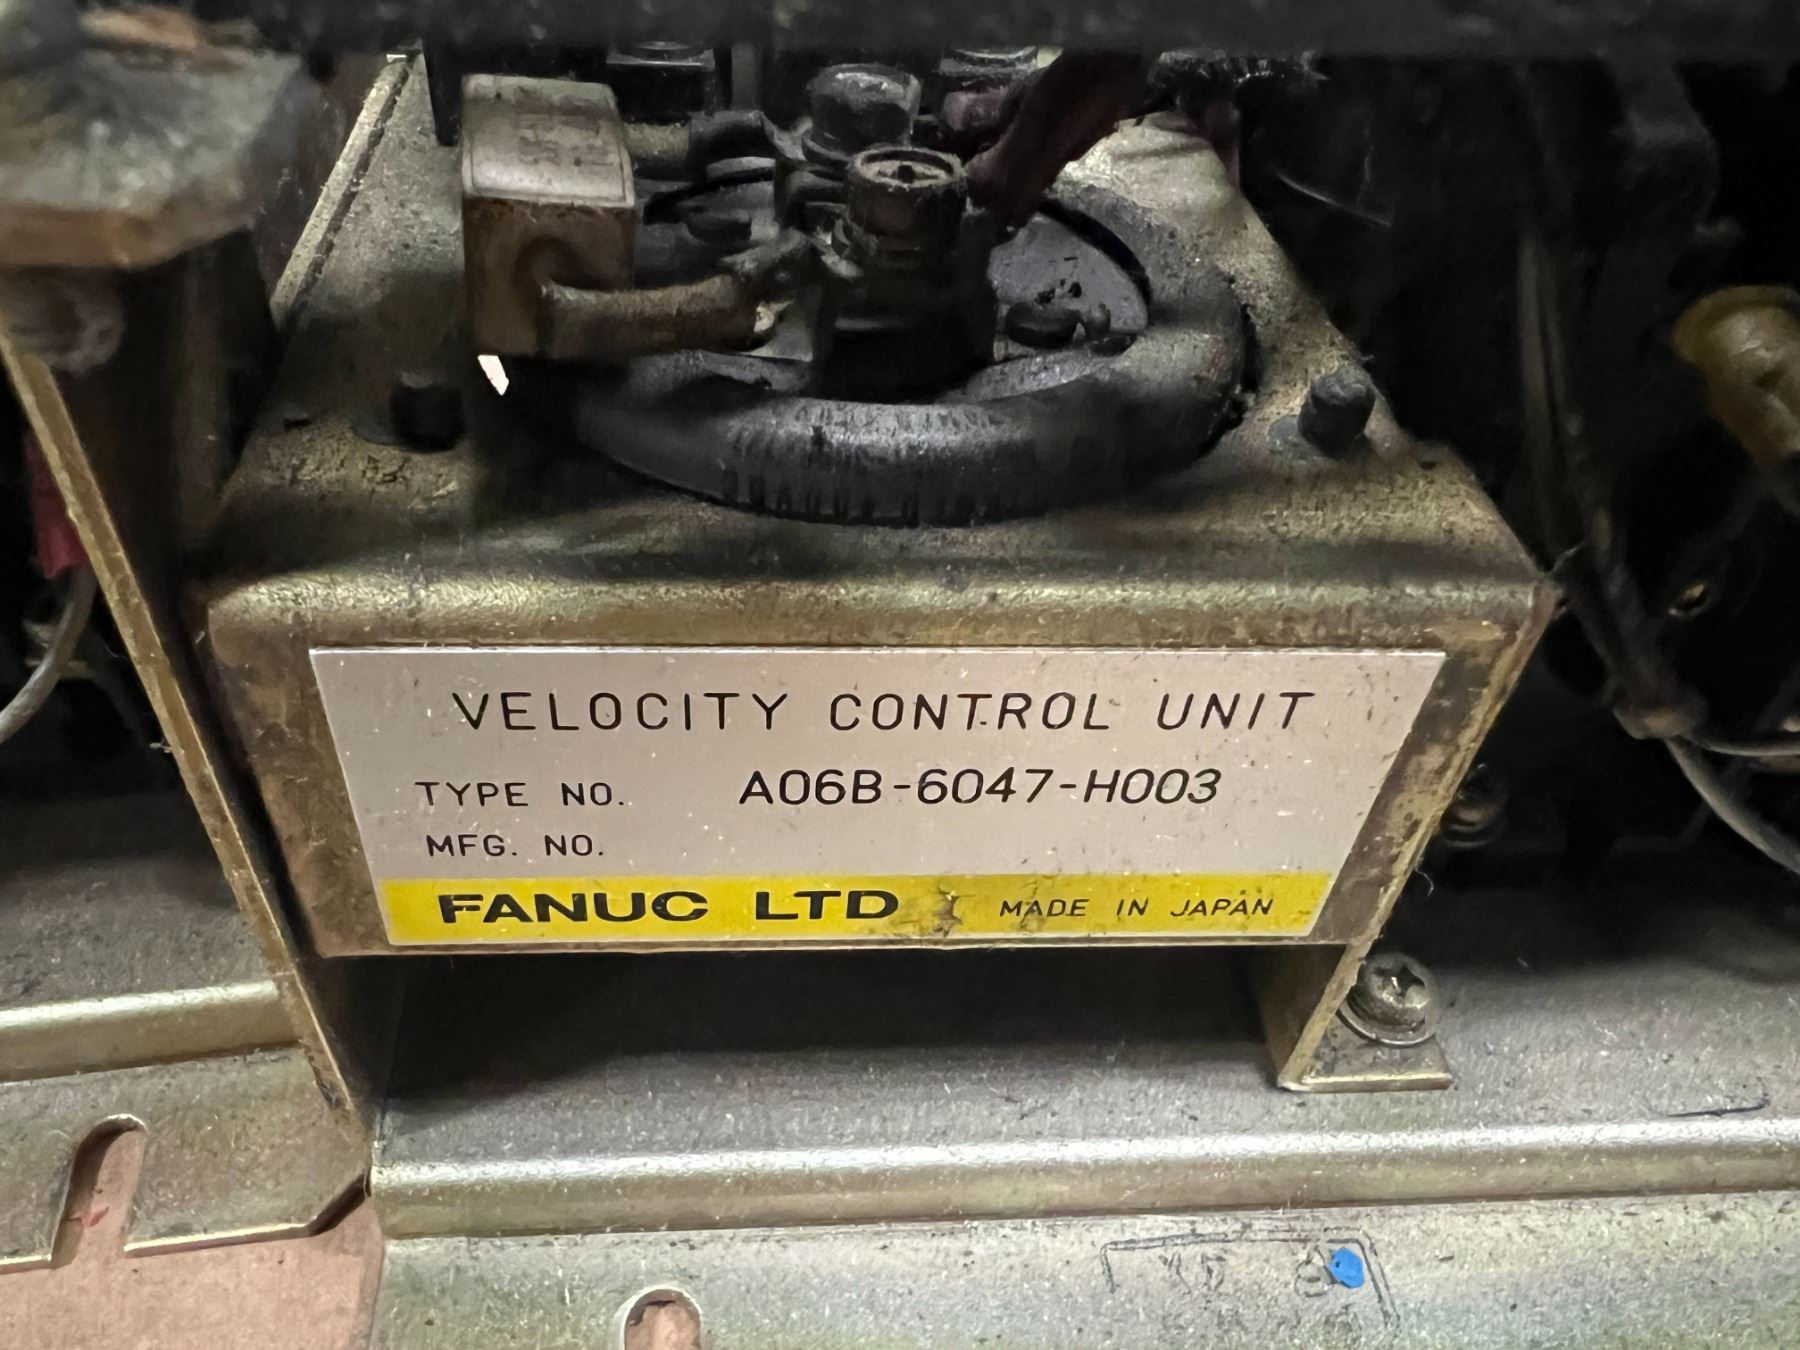 VELOCITY CONTROL UNIT
TYPE NO. A06B-6047-H003
MFG. NO.
FANUC LTD MADE IN JAPAN